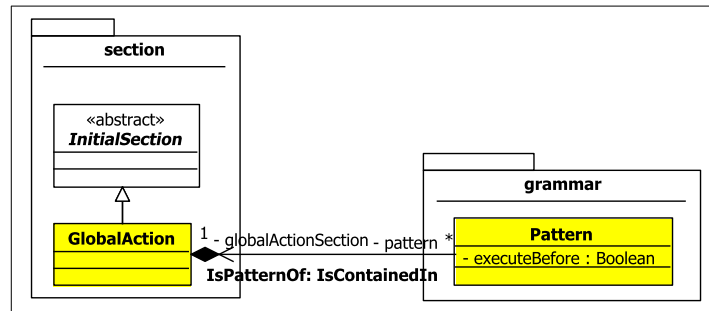 section
«abstract»
InitialSection
GlobalAction
1
- globalActionSection
- pattern
*
IsPatternOf: IsContainedIn
grammar
Pattern
- executeBefore : Boolean